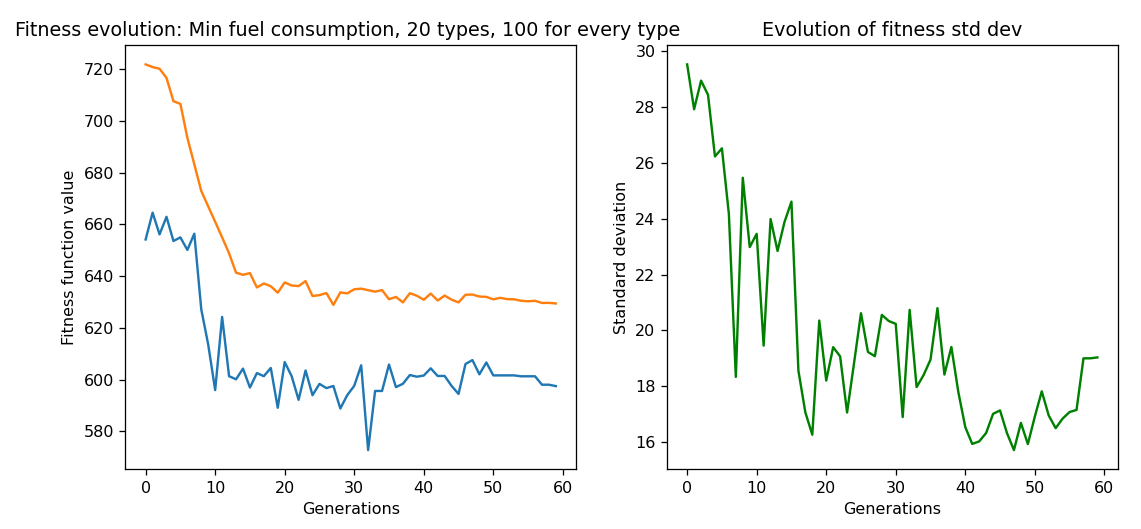 Fitness evolution: Min fuel consumption, 20 types, 100 for every type
Fitness function value
720
700
680
660
640
620
600
580
0 10 20 30 40 50 60
Generations
Evolution of fitness std dev
Standard deviation
30
28
26
24
22
20
18
16
0 10 20 30 40 50 60
Generations